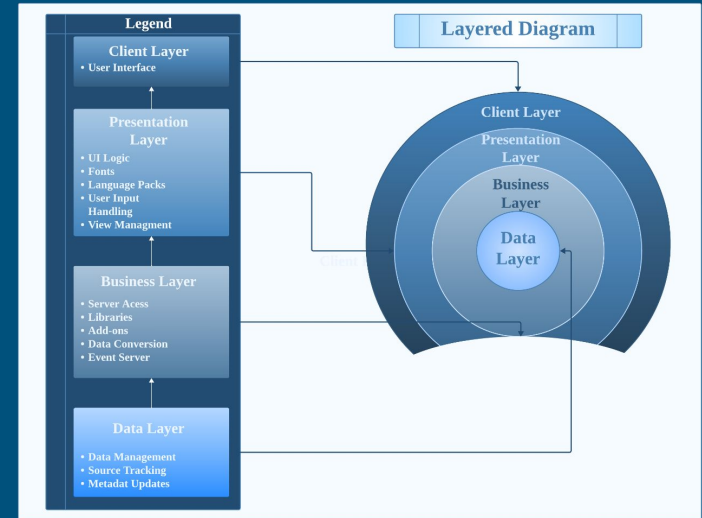 Legend
Client Layer
• User Interface
Presentation
Layer
• UI Logic
• Fonts
• Language Packs
• User Input
Handling
• View Managment
Business Layer
• Server Acess
• Libraries
• Add-ons
• Data Conversion
• Event Server
Data Layer
• Data Management
• Source Tracking
• Metadat Updates
Layered Diagram
Client Layer
Presentation
Layer
Business
Layer
Data
Layer
Client